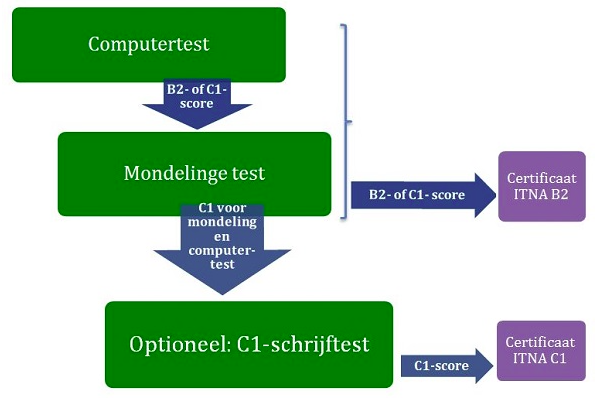 Computertest
B2- of C1-
score
Mondelinge test
B2- of C1- score
Certificaat
ITNA B2
C1 voor
mondeling
en
computer-
test
Optioneel: C1-schrijftest
C1-score
Certificaat
ITNA C1